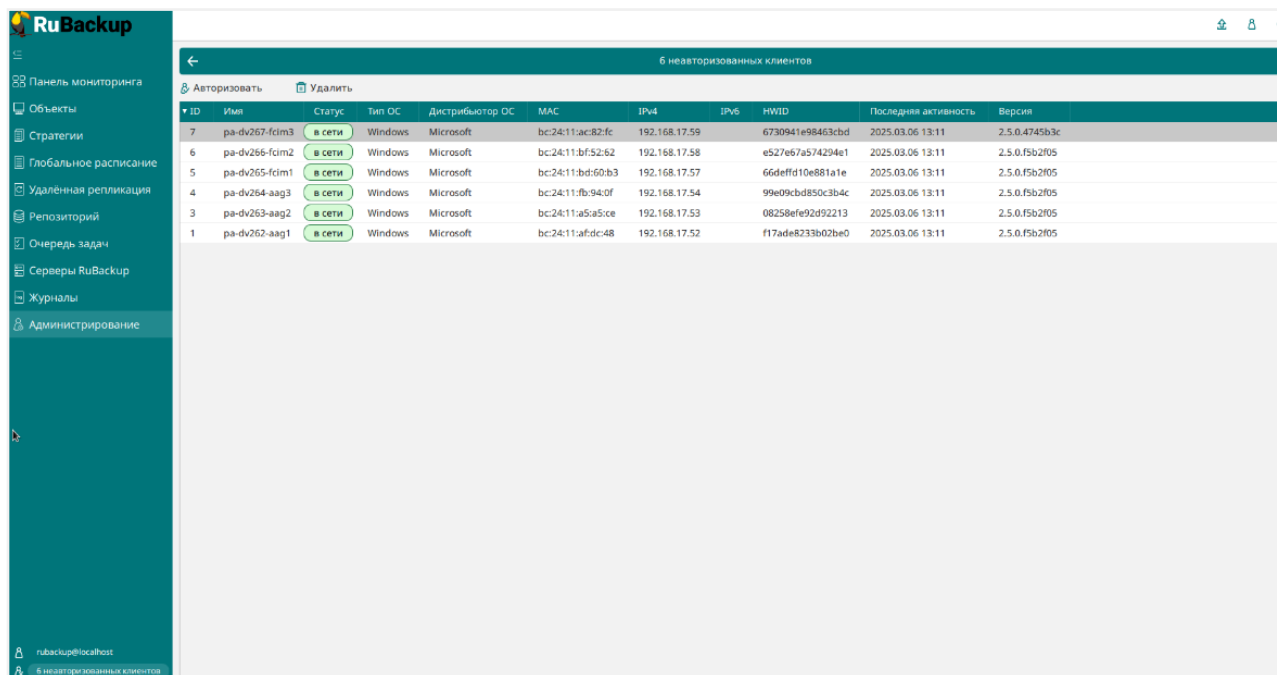 RuBackup
6 неавторизованных клиентов
Панель мониторинга
Объекты
Стратегии
Глобальное расписание
Удалённая репликация
Репозиторий
Очередь задач
Серверы RuBackup
Журналы
Администрирование
Авторизовать Удалить
ID Имя Статус Тип ОС Дистрибьютор ОС MAC IPv4 IPv6 HWID Последняя активность Версия
7 pa-dv267-fcim3 в сети Windows Microsoft bc:24:11:ac:82:fc 192.168.17.59 6730941e98463cbd 2025.03.06 13:11 2.5.0.4745b3c
6 pa-dv266-fcim2 в сети Windows Microsoft bc:24:11:bf:52:62 192.168.17.58 e527e67a574294e1 2025.03.06 13:11 2.5.0.f5b2f05
5 pa-dv265-fcim1 в сети Windows Microsoft bc:24:11:bd:60:b3 192.168.17.57 66deffd10e881a1e 2025.03.06 13:11 2.5.0.f5b2f05
4 pa-dv264-aag3 в сети Windows Microsoft bc:24:11:fb:94:0f 192.168.17.54 99e09cbd850c3b4c 2025.03.06 13:11 2.5.0.f5b2f05
3 pa-dv263-aag2 в сети Windows Microsoft bc:24:11:a5:a5:ce 192.168.17.53 08258efe92d92213 2025.03.06 13:11 2.5.0.f5b2f05
1 pa-dv262-aag1 в сети Windows Microsoft bc:24:11:af:dc:48 192.168.17.52 f17ade8233b02be0 2025.03.06 13:11 2.5.0.f5b2f05
rubackup@localhost
6 неавторизованных клиентов